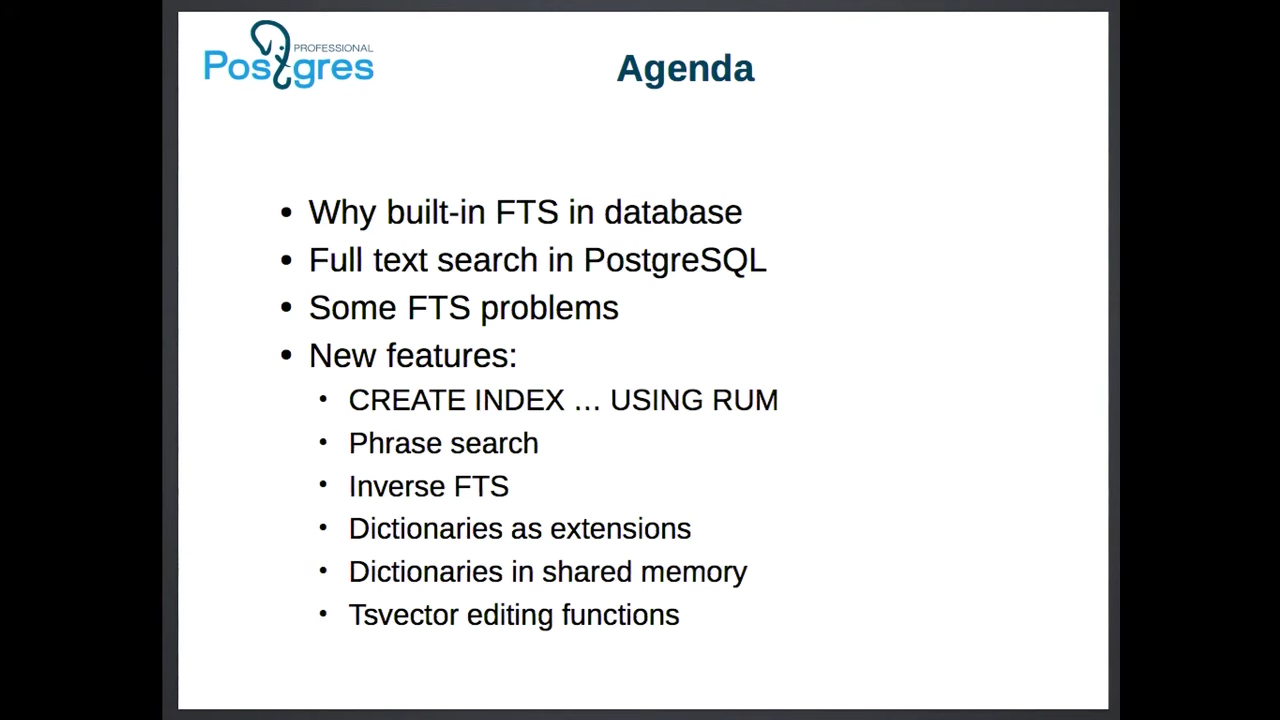 PROFESSIONAL
Postgres
Agenda
• Why built-in FTS in database
• Full text search in PostgreSQL
• Some FTS problems
• New features:
• CREATE INDEX … USING RUM
• Phrase search
• Inverse FTS
• Dictionaries as extensions
• Dictionaries in shared memory
• Tsvector editing functions